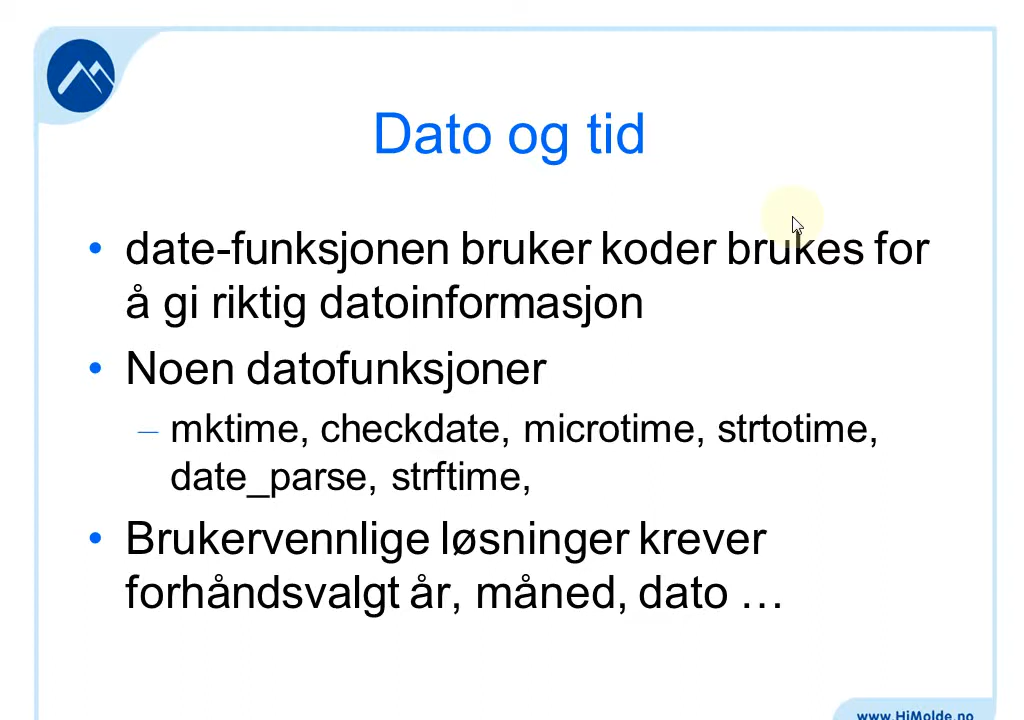 Dato og tid
• date-funksjonen bruker koder brukes for
å gi riktig datoinformasjon
• Noen datofunksjoner
– mktime, checkdate, microtime, strtotime,
date_parse, strftime,
• Brukervennlige løsninger krever
forhåndsvalgt år, måned, dato …
www.HiMolde.no